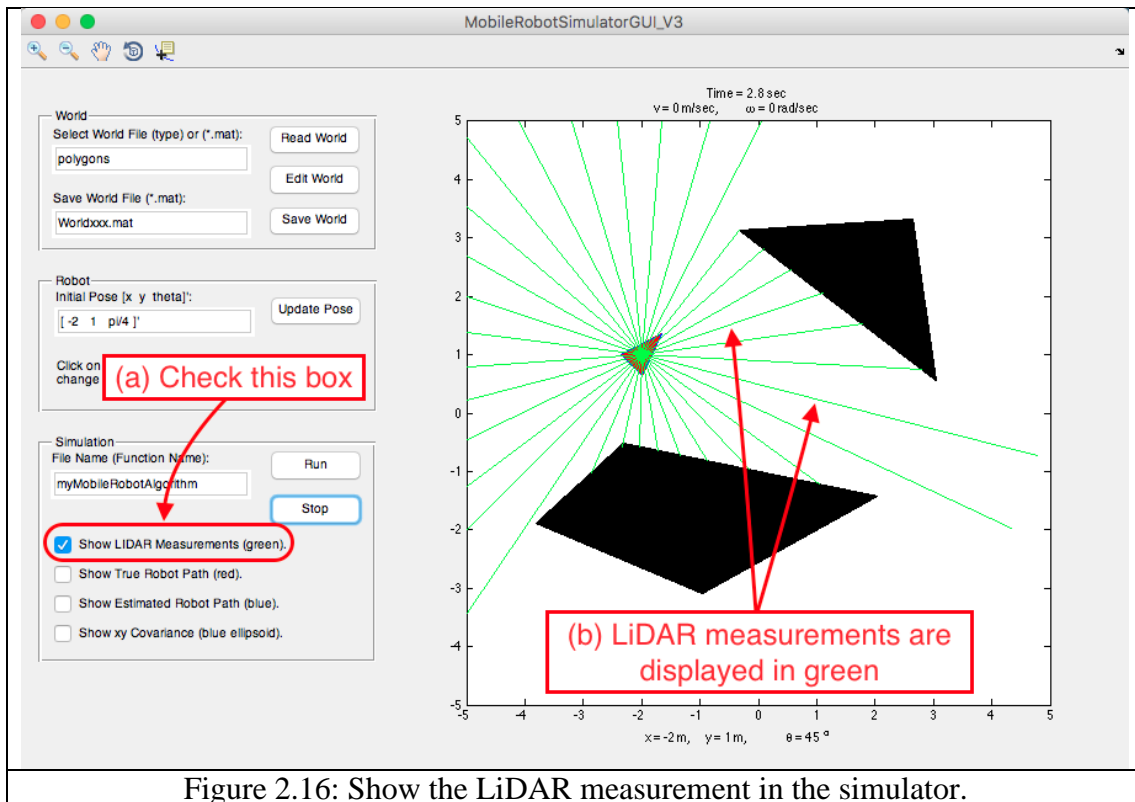 MobileRobotSimulatorGUI_V3
World
Select World File (type) or (*.mat):
polygons
Read World
Edit World
Save World File (*.mat):
Worldxxx.mat
Save World
Robot
Initial Pose [x y theta]':
[ -2 1 pi/4 ]'
Update Pose
Click on
change
(a) Check this box
Simulation
File Name (Function Name):
myMobileRobotAlgorithm
Run
Stop
Show LIDAR Measurements (green).
Show True Robot Path (red).
Show Estimated Robot Path (blue).
Show xy Covariance (blue ellipsoid).
Time = 2.8 sec
v = 0 m/sec, ω = 0 rad/sec
5
4
3
2
1
0
-1
-2
-3
-4
-5
-5 -4 -3 -2 -1 0 1 2 3 4 5
(b) LiDAR measurements are
displayed in green
x= -2 m, y= 1 m, θ = 45 °
Figure 2.16: Show the LiDAR measurement in the simulator.